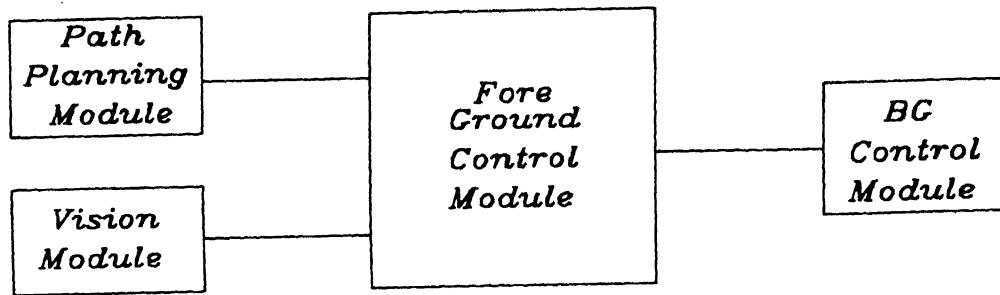 Path
Planning
Module
Vision
Module
Fore
Ground
Control
Module
BG
Control
Module